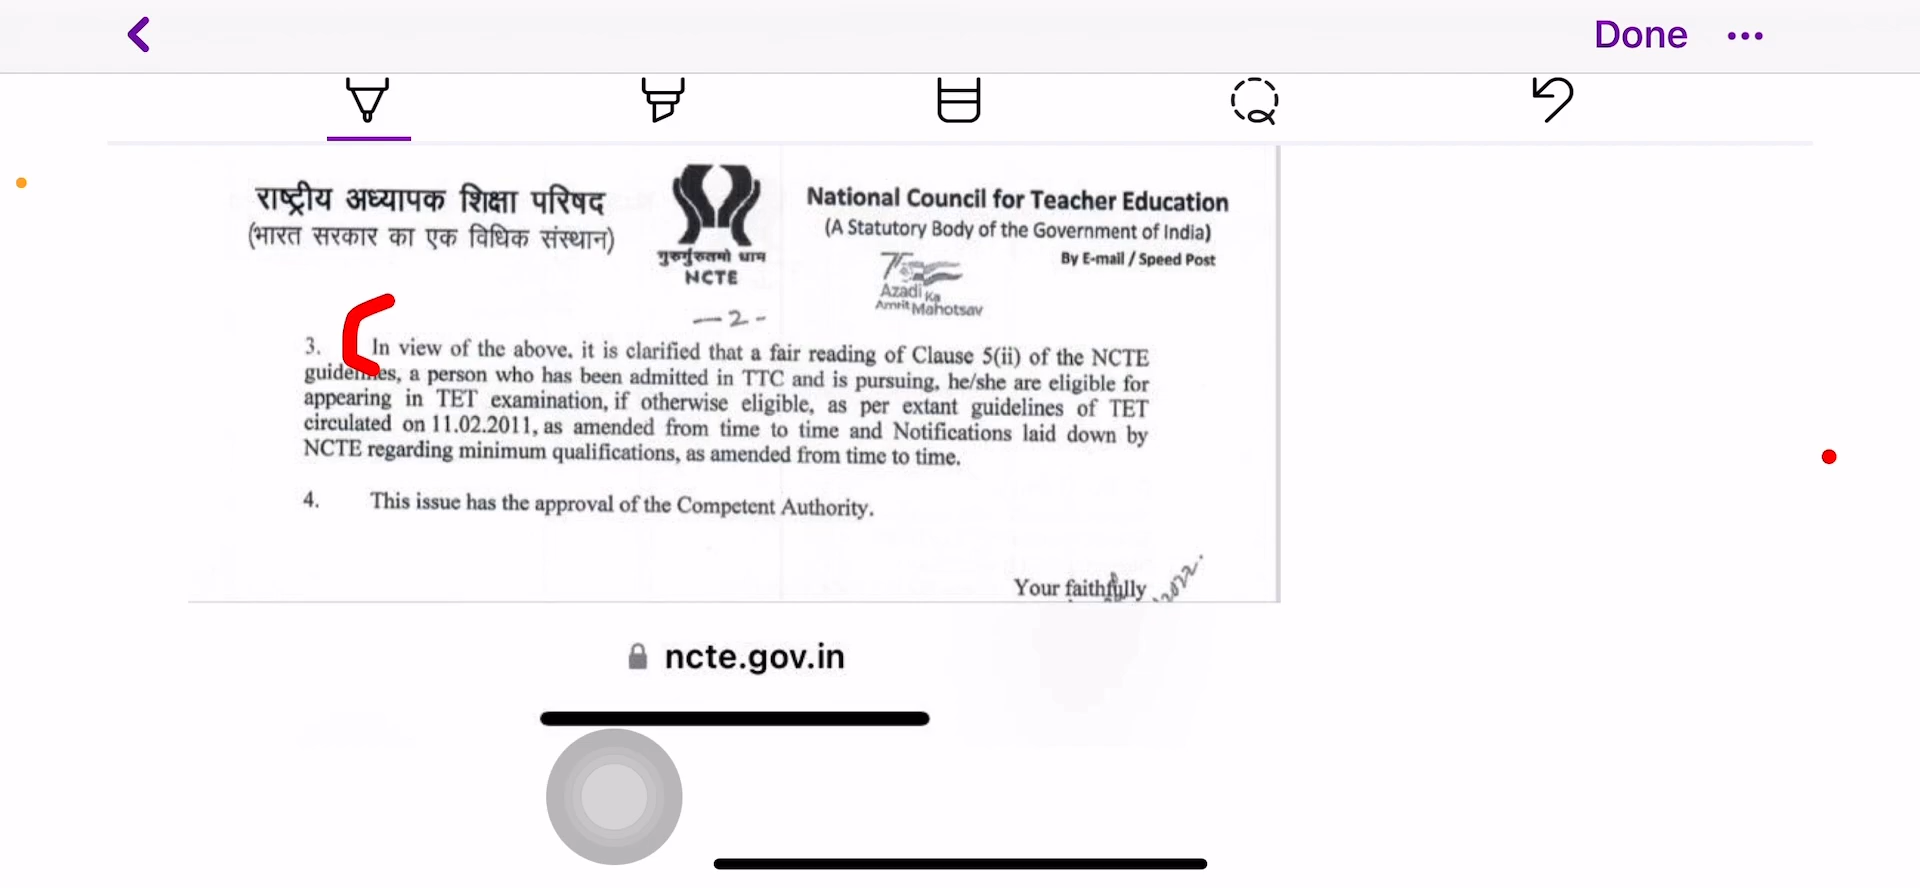 Done
राष्ट्रीय अध्यापक शिक्षा परिषद
(भारत सरकार का एक विधिक संस्थान)
गुरुर्गुरुतमो धाम
NCTE
National Council for Teacher Education
(A Statutory Body of the Government of India)
By E-mail / Speed Post
75
Azadi Ka
Amrit Mahotsav
-2-
3. In view of the above, it is clarified that a fair reading of Clause 5(ii) of the NCTE
guidelines, a person who has been admitted in TTC and is pursuing, he/she are eligible for
appearing in TET examination, if otherwise eligible, as per extant guidelines of TET
circulated on 11.02.2011, as amended from time to time and Notifications laid down by
NCTE regarding minimum qualifications, as amended from time to time.
4. This issue has the approval of the Competent Authority.
Your faithfully
2022.
ncte.gov.in